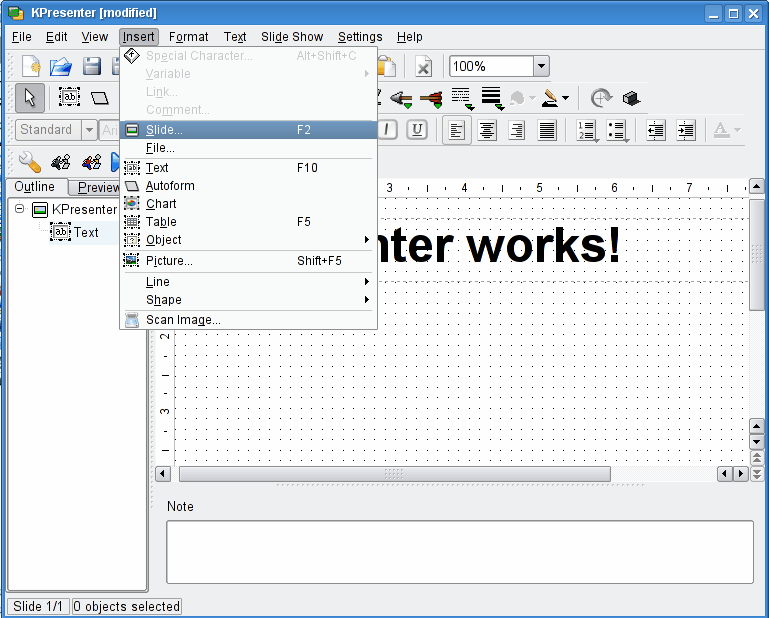 KPresenter [modified]
File Edit View Insert Format Text Slide Show Settings Help
Special Character... Alt+Shift+C
100%
Variable
Link...
Comment...
Standard
Slide... F2
I U
File...
Text F10
Outline Preview
Autoform
3 4 5 6 7
KPresenter
Chart
Text
Table F5
nter works!
Object
Picture... Shift+F5
Line
Shape
Scan Image...
2
3
Note
Slide 1/1 0 objects selected